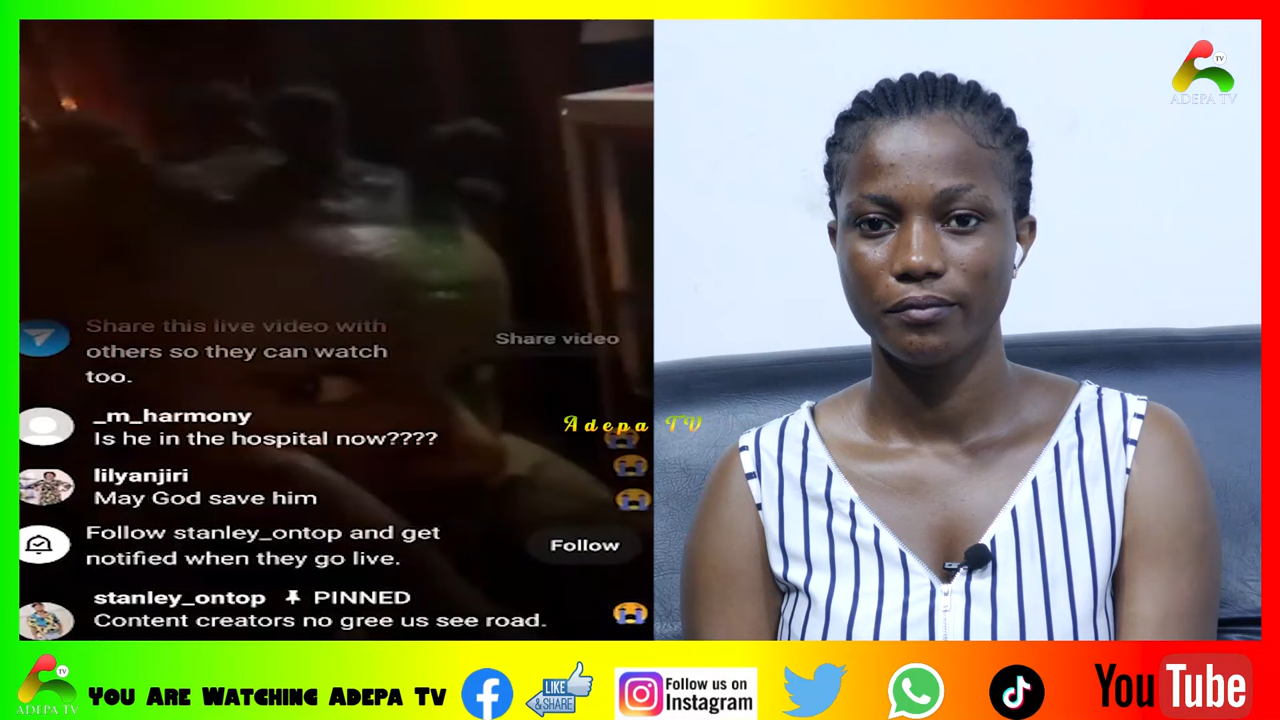 TV
ADEPA TV
Share this live video with
others so they can watch
too.
Share video
_m_harmony
Is he in the hospital now????
Adepa TV
lilyanjiri
May God save him
Follow stanley_ontop and get
notified when they go live.
Follow
stanley_ontop PINNED
Content creators no gree us see road.
TV
ADEPA TV
You Are Watching Adepa Tv
LIKE
& SHARE
Follow us on
Instagram
YouTube